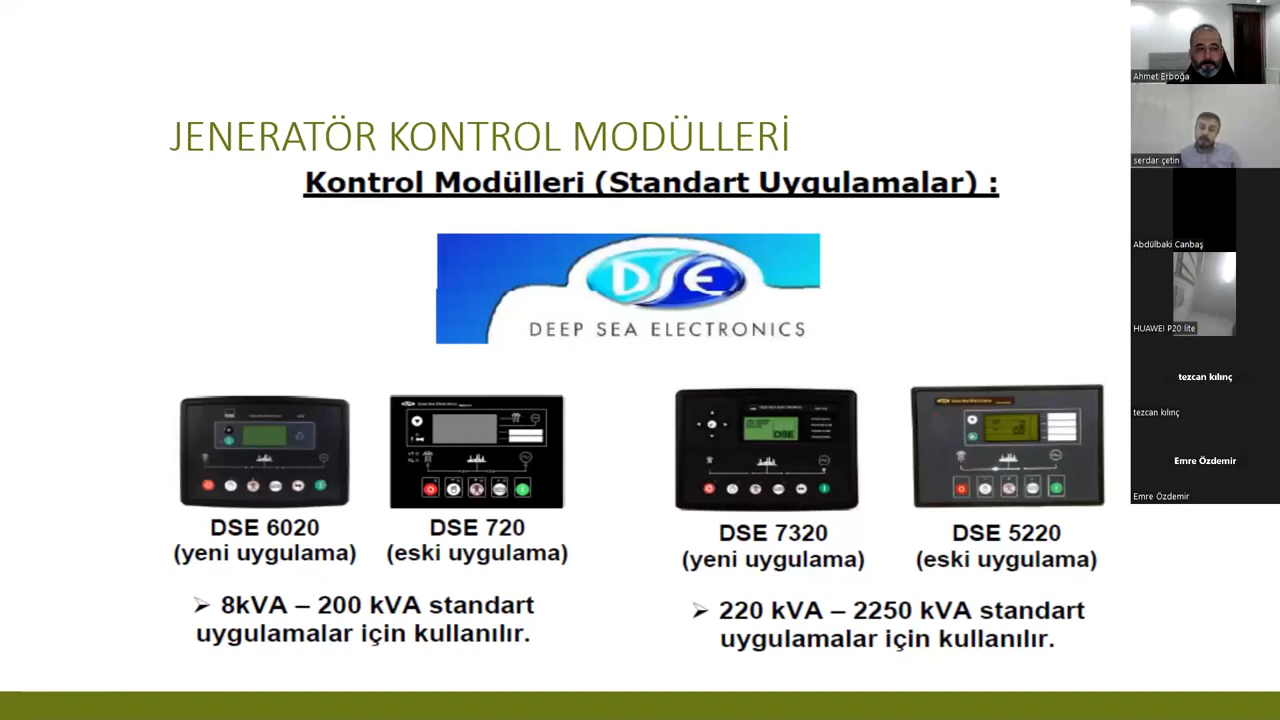 JENERATÖR KONTROL MODÜLLERİ
Kontrol Modülleri (Standart Uygulamalar) :
DSE
DEEP SEA ELECTRONICS
DSE
DSE 6020
(yeni uygulama)
DSE 720
(eski uygulama)
DSE 7320
(yeni uygulama)
DSE 5220
(eski uygulama)
➢ 8kVA – 200 kVA standart
uygulamalar için kullanılır.
➢ 220 kVA – 2250 kVA standart
uygulamalar için kullanılır.
Ahmet Erboğa
serdar çetin
Abdülbaki Canbaş
HUAWEI P20 lite
tezcan kılınç
tezcan kılınç
Emre Özdemir
Emre Özdemir